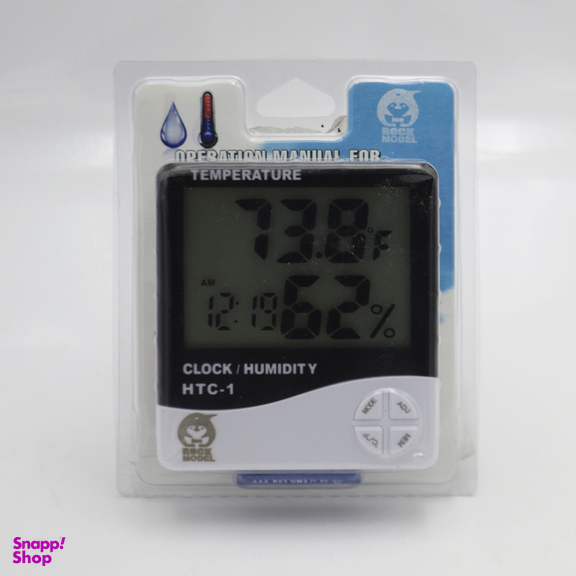 ROCK
MODEL
OPERATION MANUAL FOR
TEMPERATURE
73.8°F
AM
12:19 62%
CLOCK / HUMIDITY
HTC-1
MODE
ADJ
°C/°F
MEM
ROCK
MODEL
Snapp!
Shop